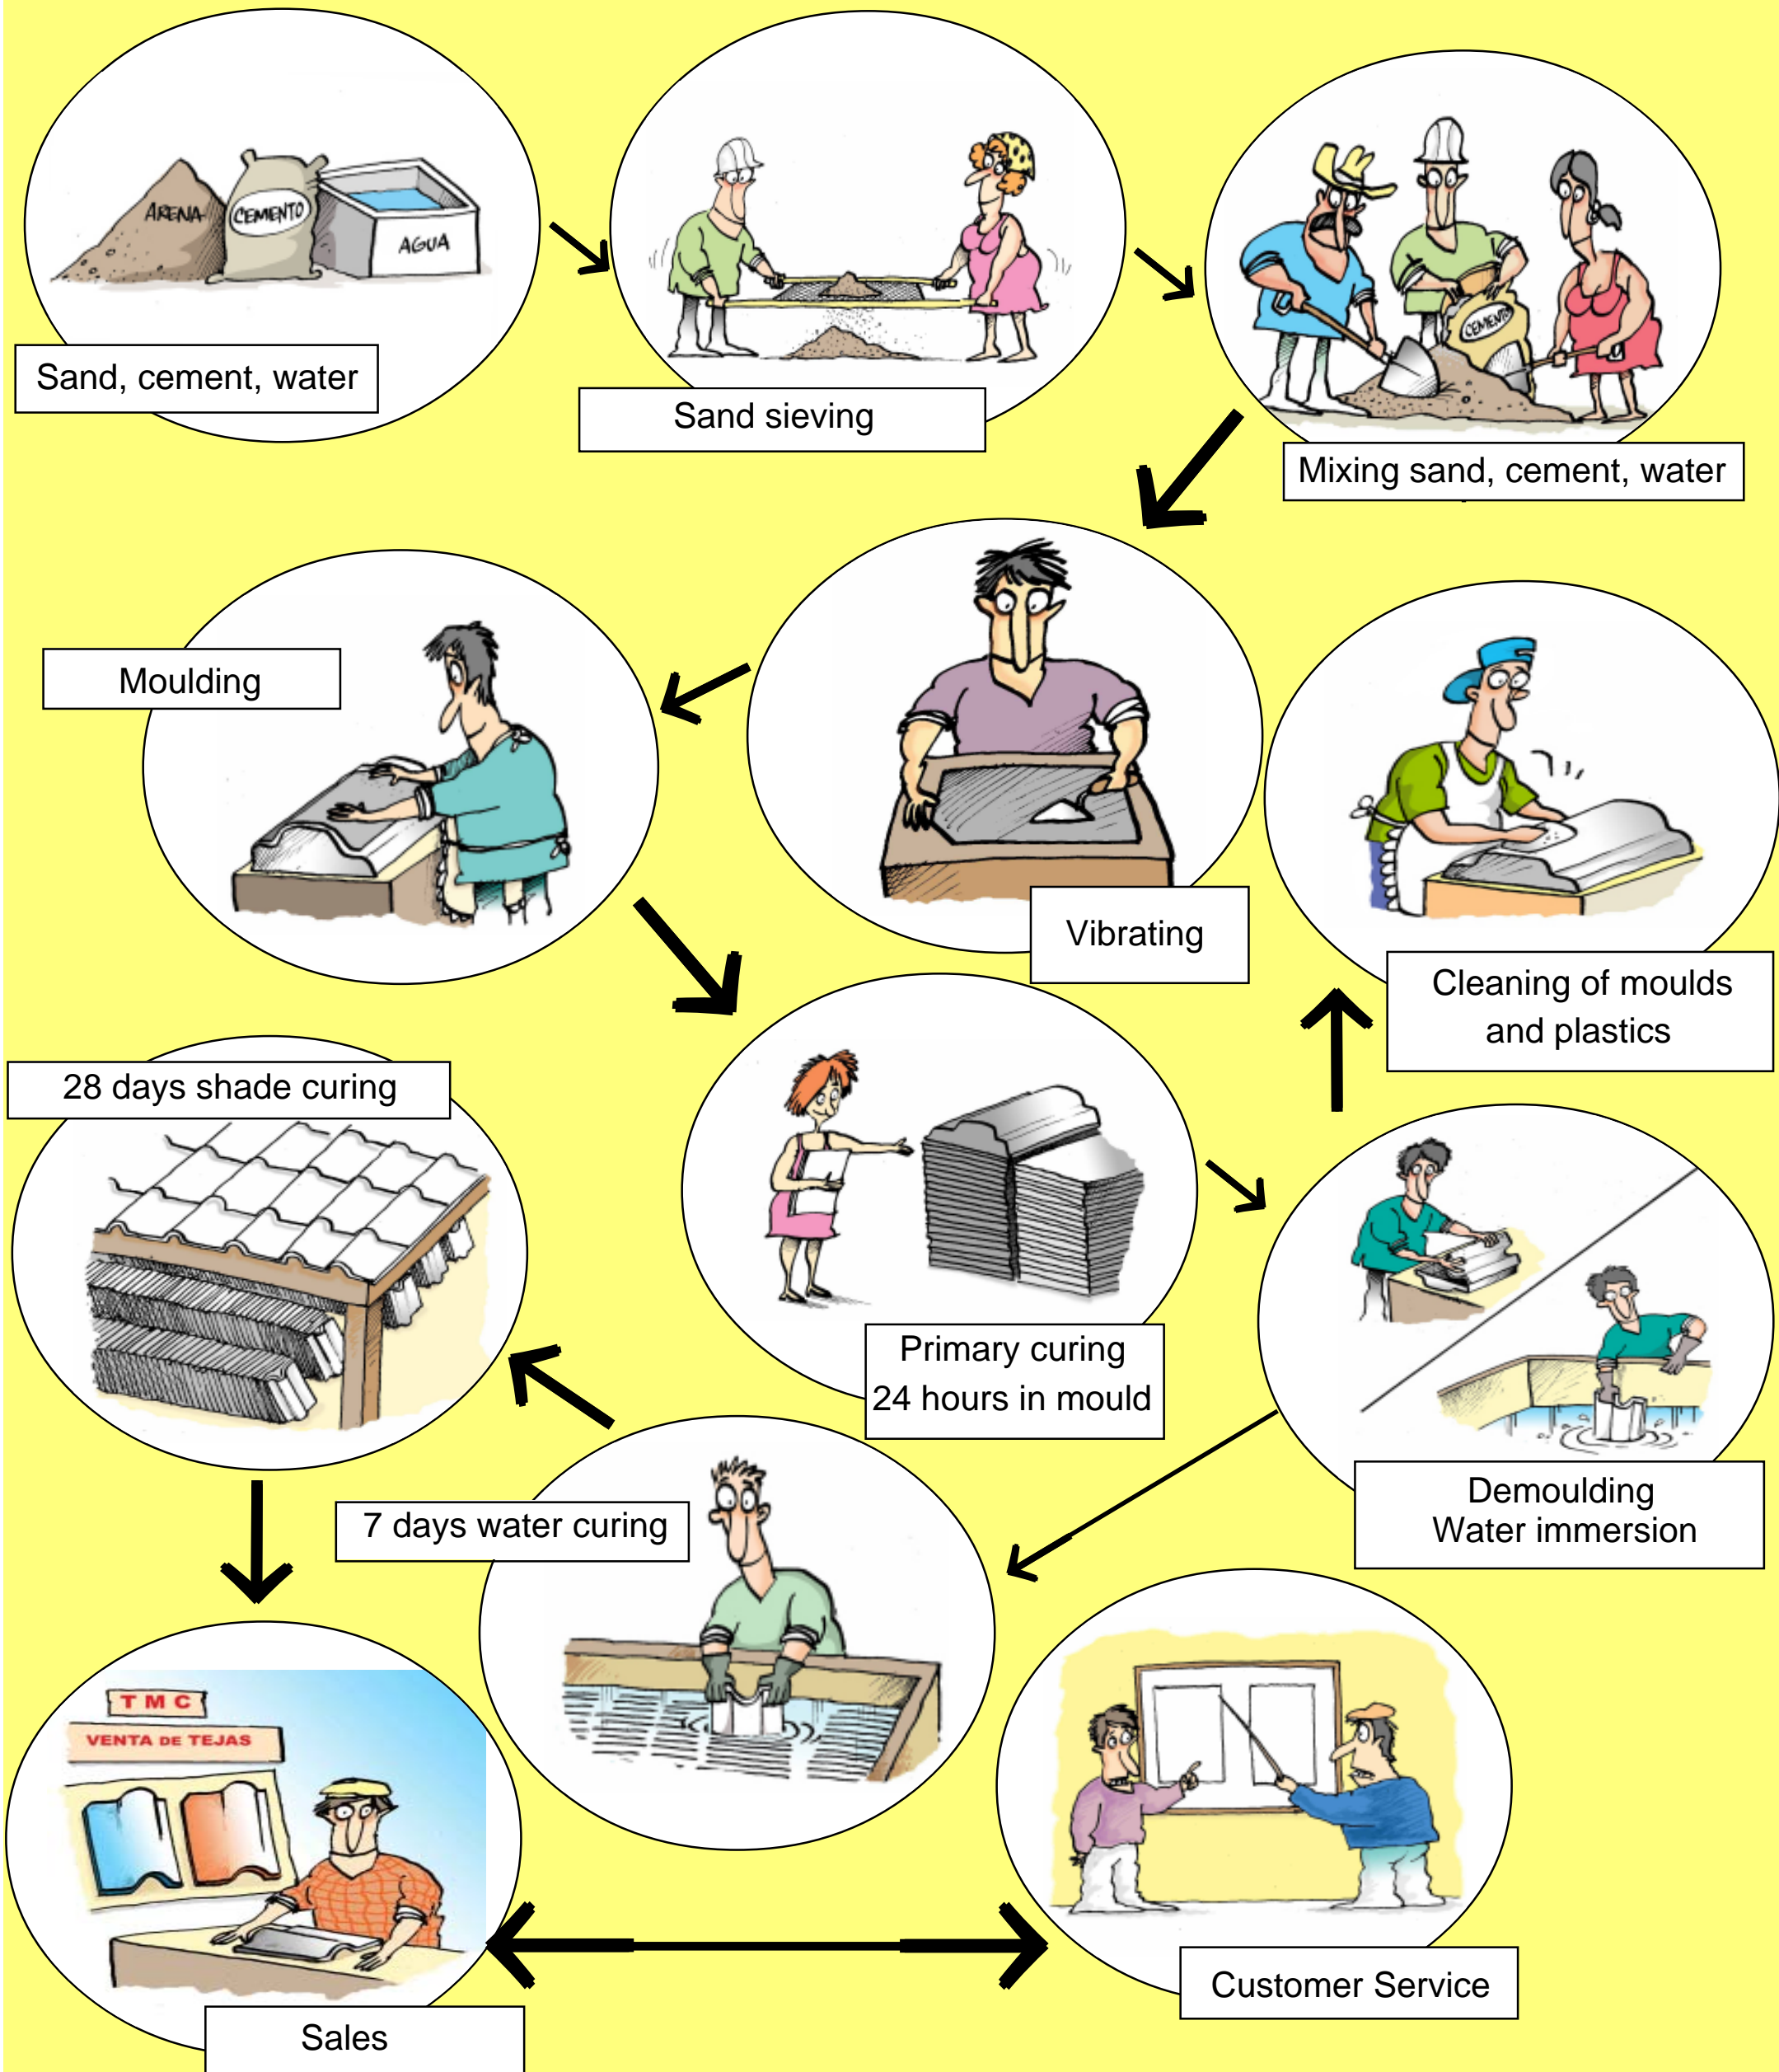 ARENA
CEMENTO
AGUA
Sand, cement, water
Sand sieving
CEMENTO
Mixing sand, cement, water
Moulding
Vibrating
Cleaning of moulds
and plastics
28 days shade curing
Primary curing
24 hours in mould
Demoulding
Water immersion
7 days water curing
T M C
VENTA DE TEJAS
Sales
Customer Service